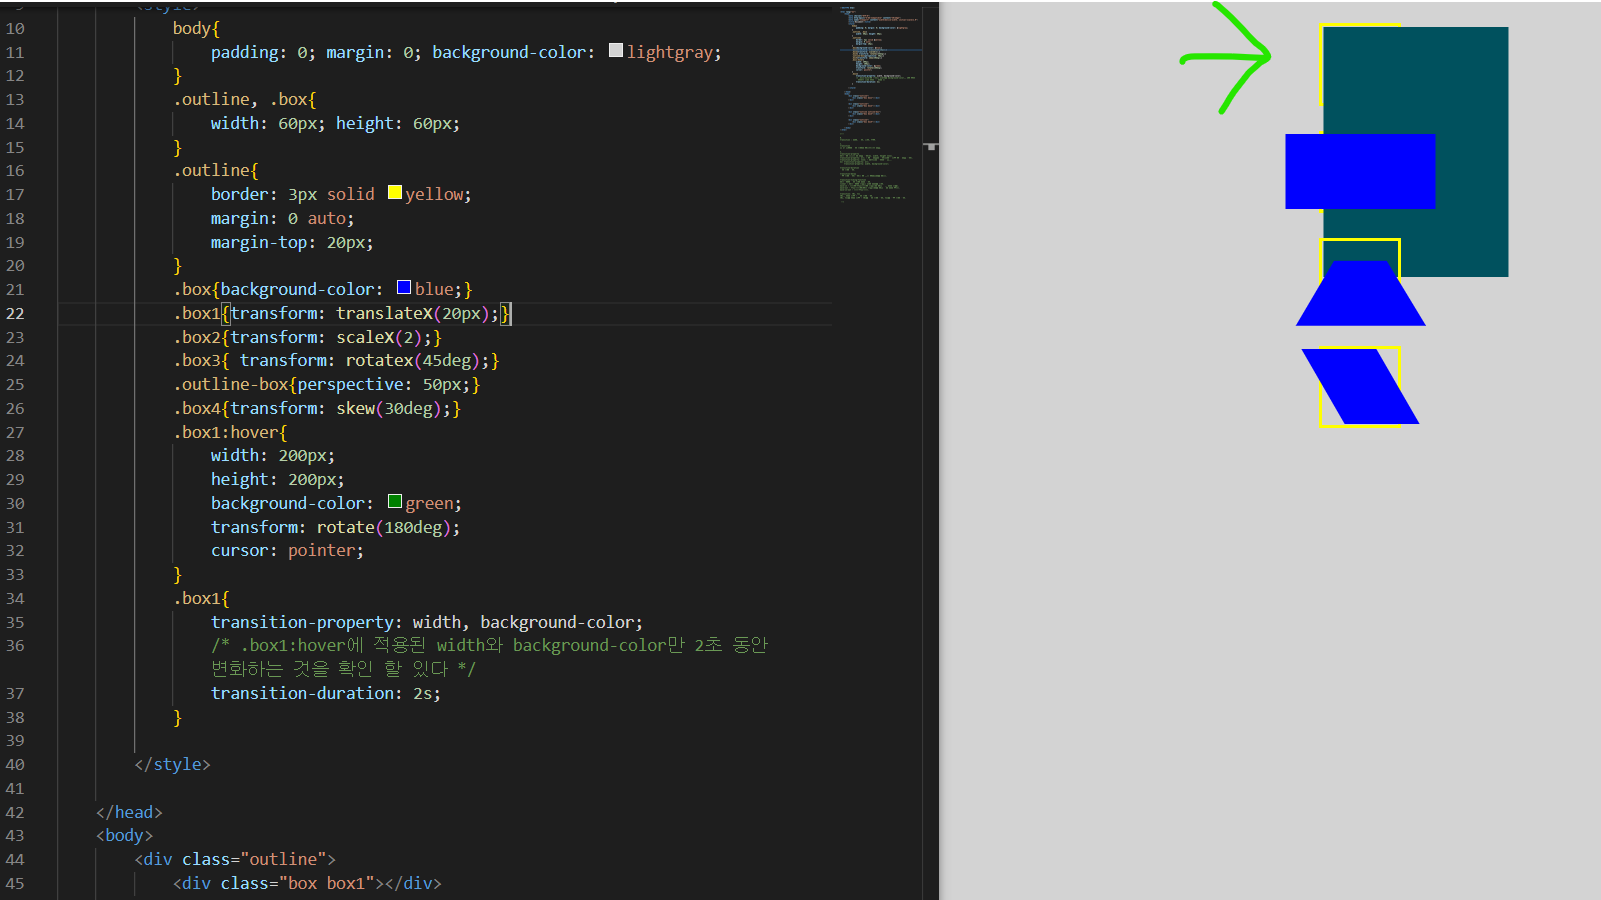 9 <style>
10 body{
11 padding: 0; margin: 0; background-color: lightgray;
12 }
13 .outline, .box{
14 width: 60px; height: 60px;
15 }
16 .outline{
17 border: 3px solid yellow;
18 margin: 0 auto;
19 margin-top: 20px;
20 }
21 .box{background-color: blue;}
22 .box1{transform: translateX(20px);}
23 .box2{transform: scaleX(2);}
24 .box3{ transform: rotatex(45deg);}
25 .outline-box{perspective: 50px;}
26 .box4{transform: skew(30deg);}
27 .box1:hover{
28 width: 200px;
29 height: 200px;
30 background-color: green;
31 transform: rotate(180deg);
32 cursor: pointer;
33 }
34 .box1{
35 transition-property: width, background-color;
36 /* .box1:hover에 적용된 width와 background-color만 2초 동안
변화하는 것을 확인 할 있다 */
37 transition-duration: 2s;
38 }
39
40 </style>
41
42 </head>
43 <body>
44 <div class="outline">
45 <div class="box box1"></div>